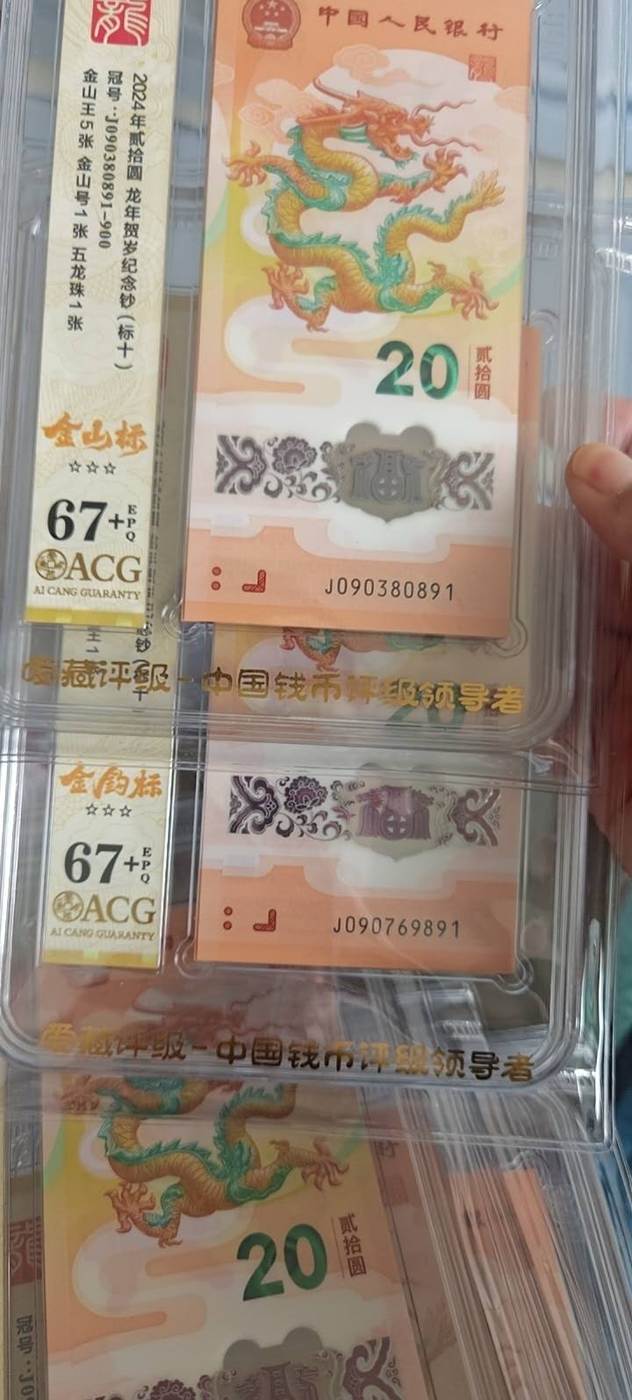 龍
2024年贰拾圆 龙年贺岁纪念钞(标十)
冠号:J090380891-900
金山王5张 金山号1张 五龙珠1张
金山标
☆☆☆
67+EPQ
ACG
AI CANG GUARANTY
中国人民银行
20
贰拾圆
J090380891
爱藏评级-中国钱币评级领导者
20
金钩标
☆☆☆
67+EPQ
ACG
AI CANG GUARANTY
J090769891
爱藏评级-中国钱币评级领导者
20
贰拾圆
冠号:J0